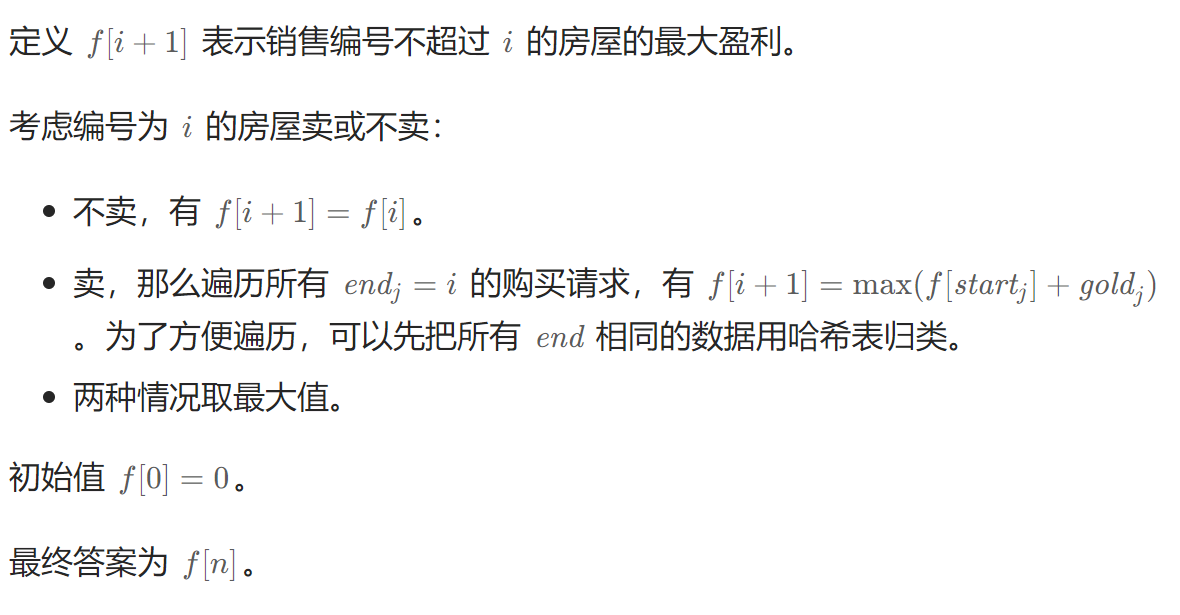 定义 f[i + 1] 表示销售编号不超过 i 的房屋的最大盈利。
考虑编号为 i 的房屋卖或不卖：
• 不卖，有 f[i + 1] = f[i]。
• 卖，那么遍历所有 end_j = i 的购买请求，有 f[i + 1] = max(f[start_j] + gold_j)
。为了方便遍历，可以先把所有 end 相同的数据用哈希表归类。
• 两种情况取最大值。
初始值 f[0] = 0。
最终答案为 f[n]。